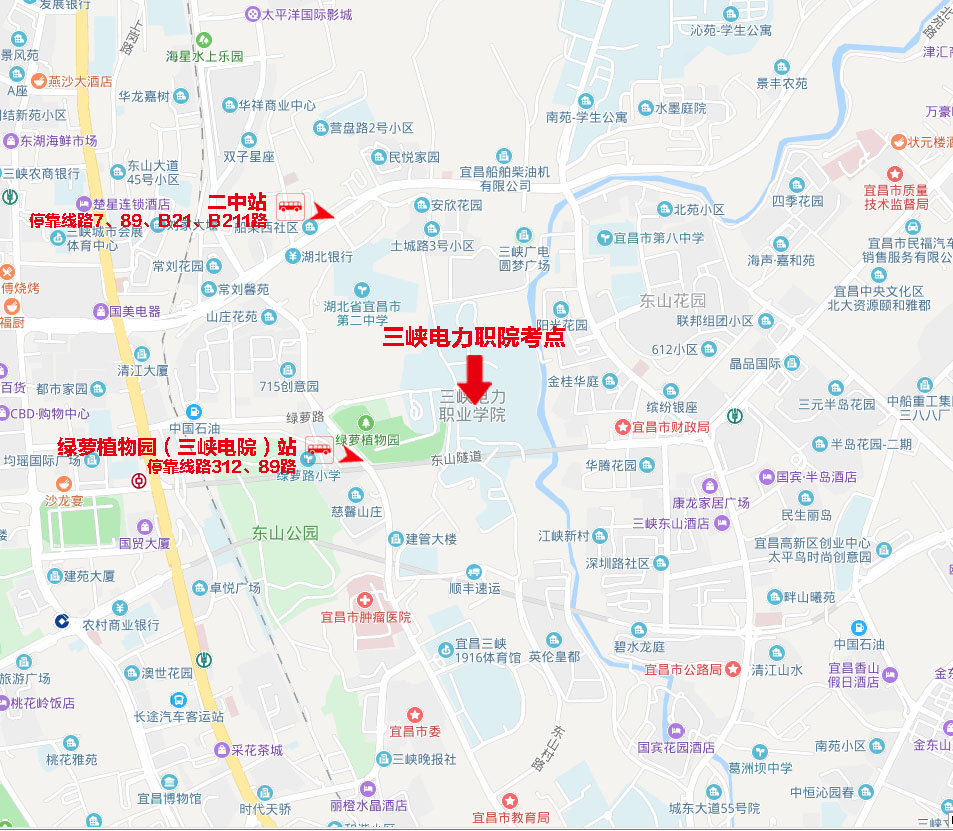 发展银行
太平洋国际影城
上岗路
沁苑-学生公寓
北苑路
景风苑
海星水上乐园
津汇
A座
燕沙大酒店
华龙嘉树
华祥商业中心
景丰农苑
结新苑小区
南苑-学生公寓
水墨庭院
万豪
东湖海鲜市场
营盘路2号小区
双子星座
状元楼
三峡农商银行
东山大道
45号小区
民悦家园
宜昌船舶柴油机
有限公司
四季花园
宜昌市质量
技术监督局
楚星连锁酒店
二中站
停靠线路7、89、B21、B211路
安欣花园
北苑小区
三峡城市会展
体育中心
土城路3号小区
三峡广电
圆梦广场
宜昌市第八中学
海声·嘉和苑
宜昌市民福汽车
销售服务有限公
常刘花园
湖北银行
傅烧烤
常刘馨苑
宜昌中央文化区
北大资源颐和雅郡
福厨
国美电器
山庄花苑
湖北省宜昌市
第二中学
阳光花园
东山花园
联邦组团小区
三峡电力职院考点
清江大厦
612小区
晶品国际
百货
都市家园
715创意园
三峡电力
职业学院
金桂华庭
缤纷银座
三元半岛花园
中船重工集团
三八八厂
CBD-购物中心
中国石油
绿萝路
绿萝植物园
宜昌市财政局
绿萝植物园（三峡电院）站
停靠线路312、89路
均瑶国际广场
绿萝路小学
东山隧道
半岛花园-二期
华腾花园
国宾·半岛酒店
沙龙宴
慈馨山庄
康龙家居广场
民生丽岛
三峡东山酒店
国贸大厦
东山公园
建管大楼
江峡新村
宜昌高新区创业中心
太平鸟时尚创意园
深圳路社区
建苑大厦
卓悦广场
顺丰速运
畔山曦苑
农村商业银行
宜昌市肿瘤医院
碧水龙庭
中国石油
宜昌三峡
1916体育馆
英伦皇都
旅游广场
澳世花园
宜昌市公路局
清江山水
宜昌香山
假日酒店
桃花岭饭店
长途汽车客运站
宜昌市委
东山村路
国宾花园酒店
南苑小区
金东山
桃花雅苑
采花茶城
三峡晚报社
葛洲坝中学
宜昌博物馆
时代天骄
丽橙水晶酒店
宜昌市教育局
城东大道55号院
中恒沁园春